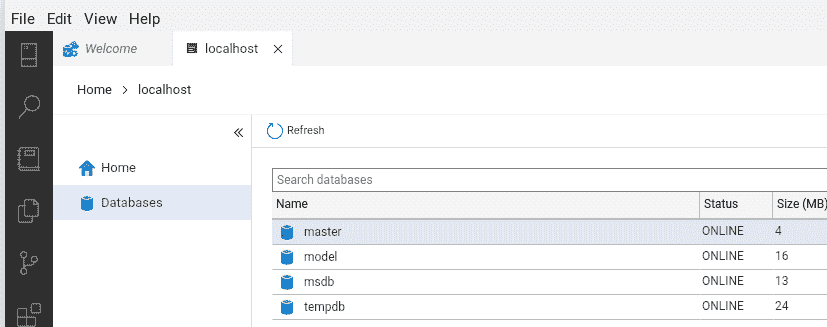 File Edit View Help
Welcome localhost
Home > localhost
Refresh
Home
Databases
Search databases
Name Status Size (MB)
master ONLINE 4
model ONLINE 16
msdb ONLINE 13
tempdb ONLINE 24